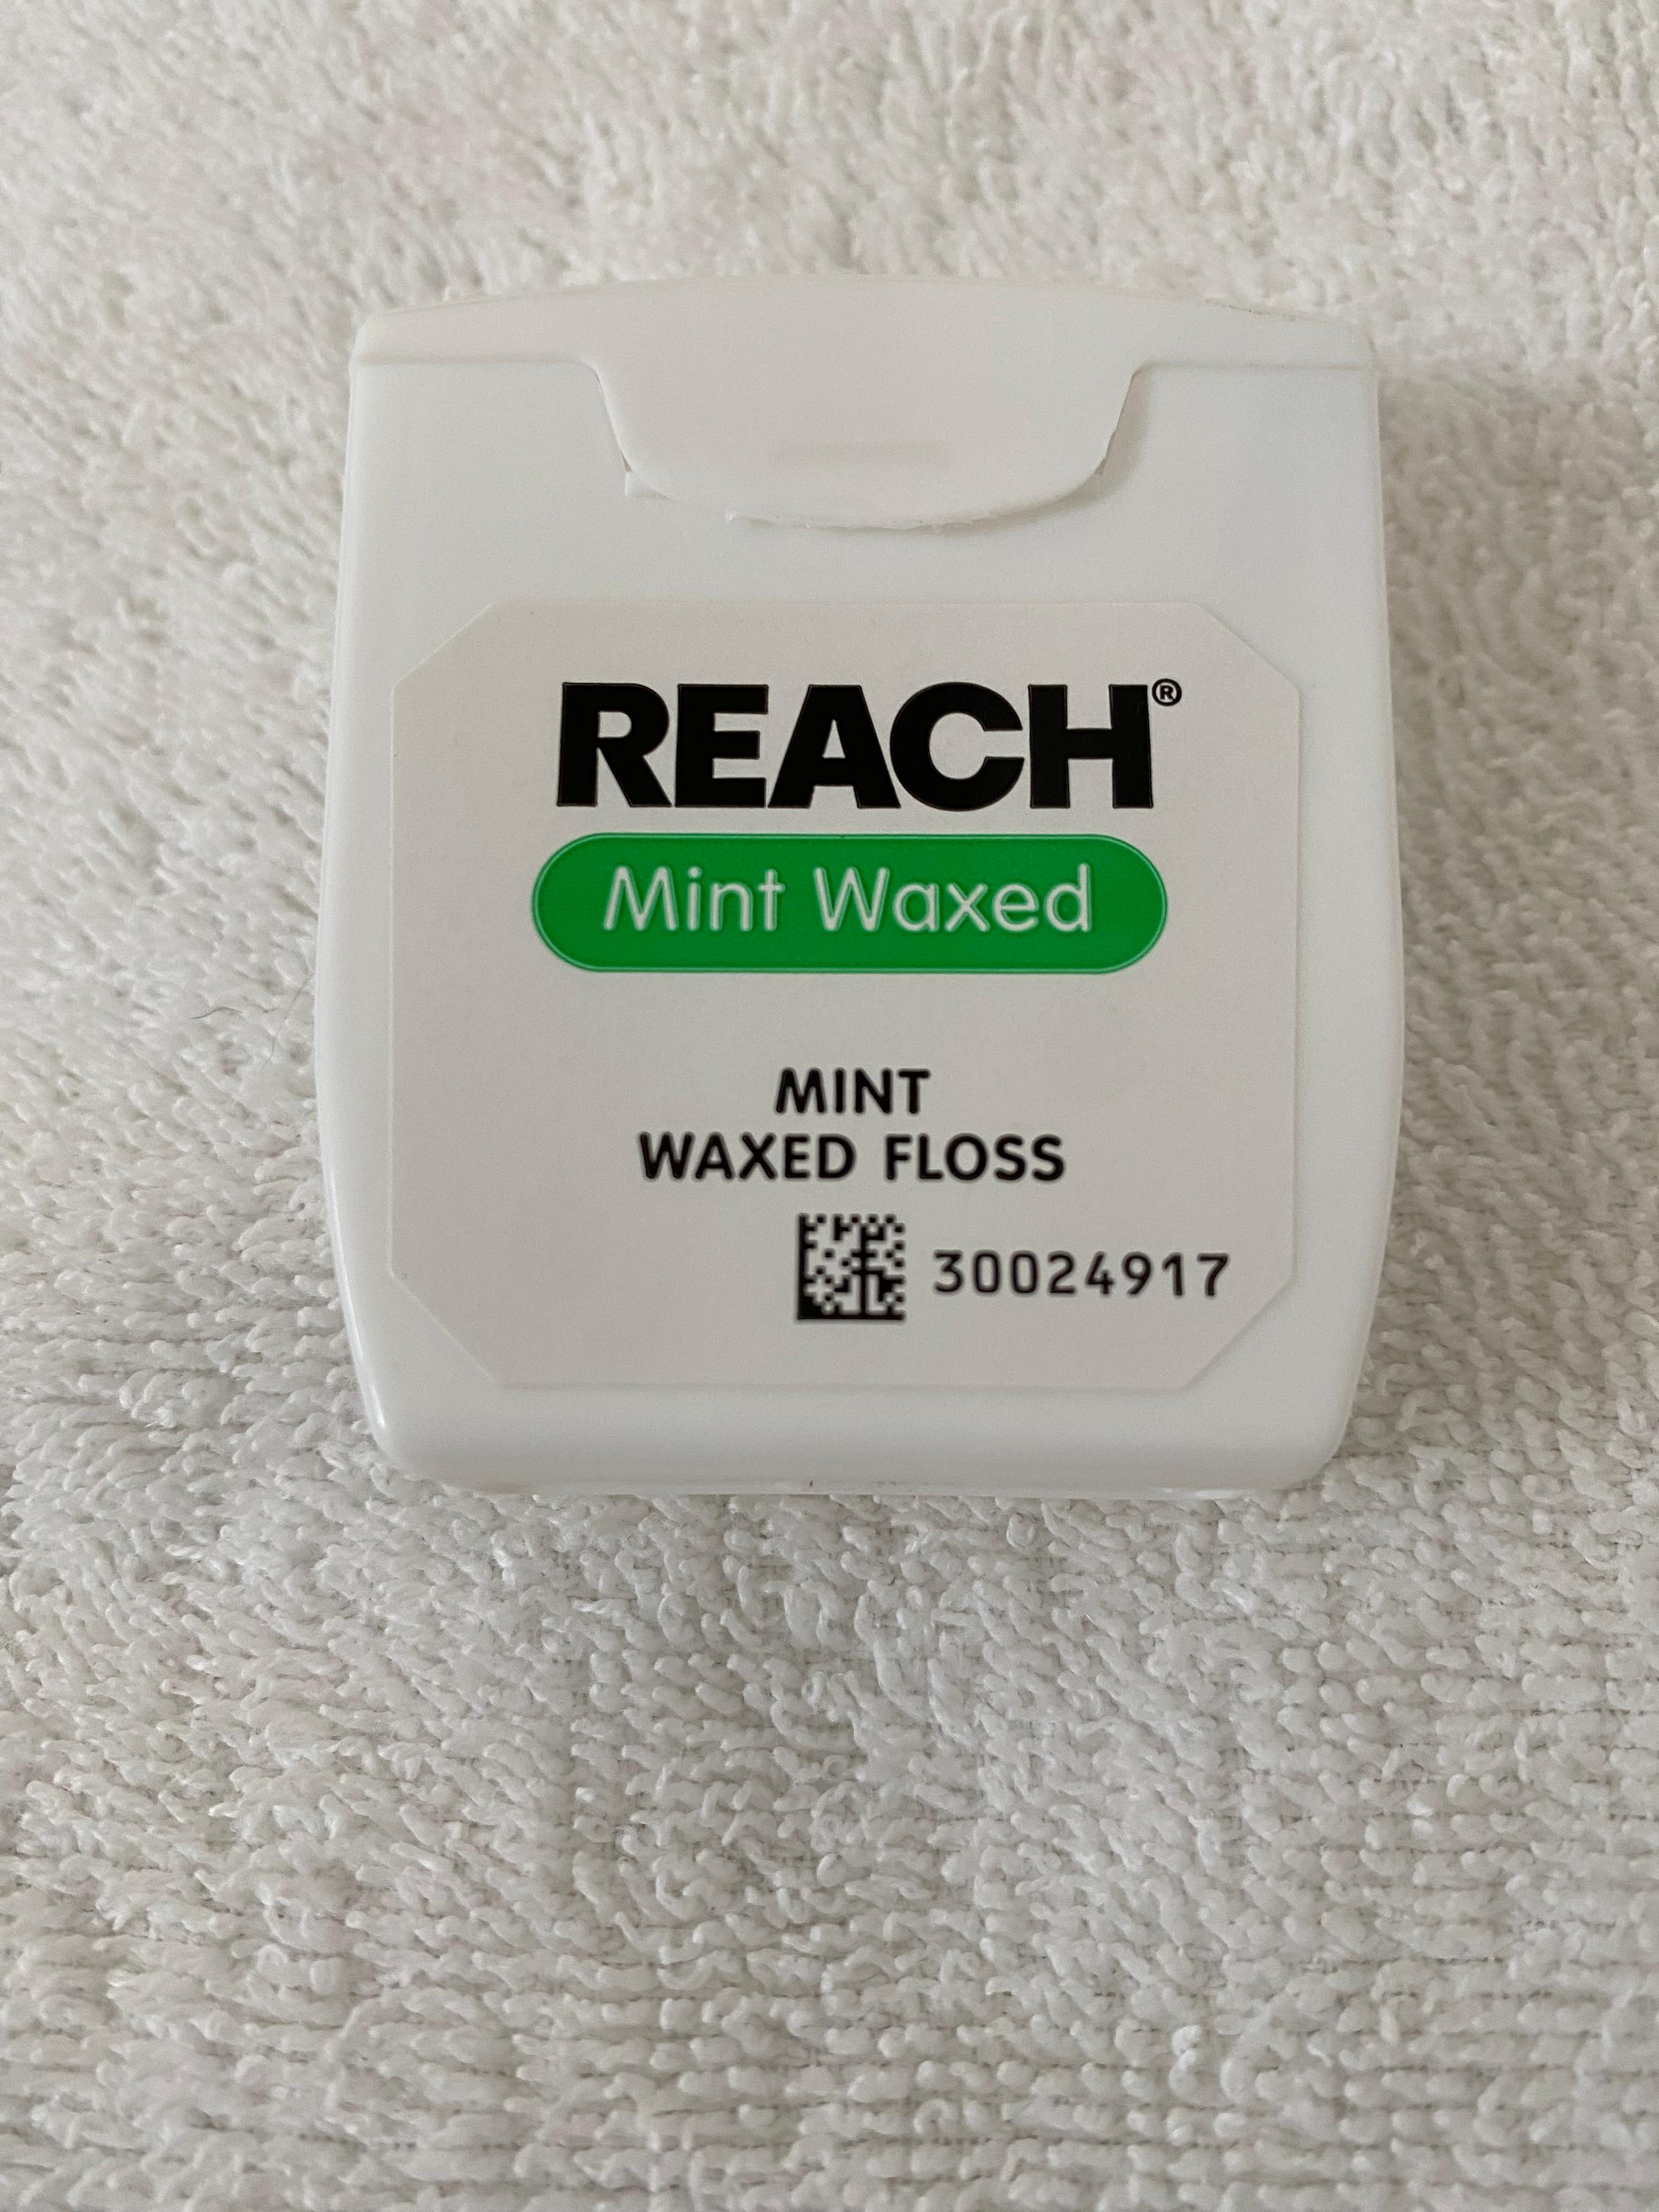 REACH®
Mint Waxed
MINT
WAXED FLOSS
30024917